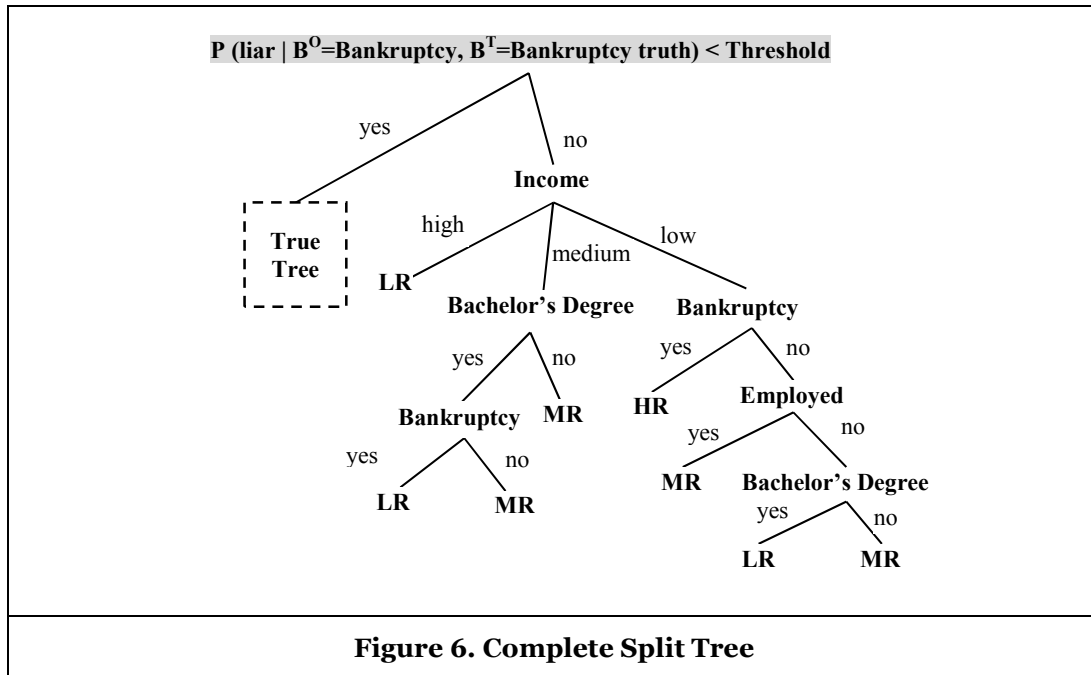 P (liar | B^O=Bankruptcy, B^T=Bankruptcy truth) < Threshold
yes
no
Income
True
Tree
high
medium
low
LR
Bachelor’s Degree
Bankruptcy
yes
no
yes
no
Bankruptcy
MR
HR
Employed
yes
no
yes
no
LR
MR
MR
Bachelor’s Degree
yes
no
LR
MR
Figure 6. Complete Split Tree